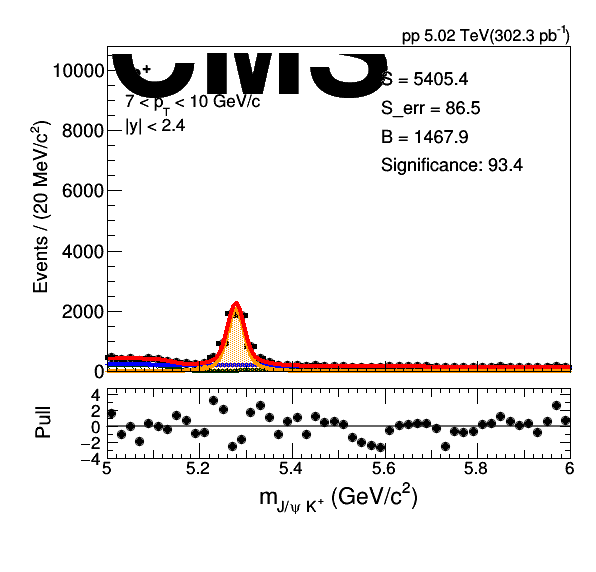 pp 5.02 TeV(302.3 pb⁻¹)
CMS
+
7 < p_T < 10 GeV/c
|y| < 2.4
S = 5405.4
S_err = 86.5
B = 1467.9
Significance: 93.4
Events / (20 MeV/c²)
10000
8000
6000
4000
2000
0
Pull
4
2
0
−2
−4
5 5.2 5.4 5.6 5.8 6
m_{J/ψ K⁺} (GeV/c²)